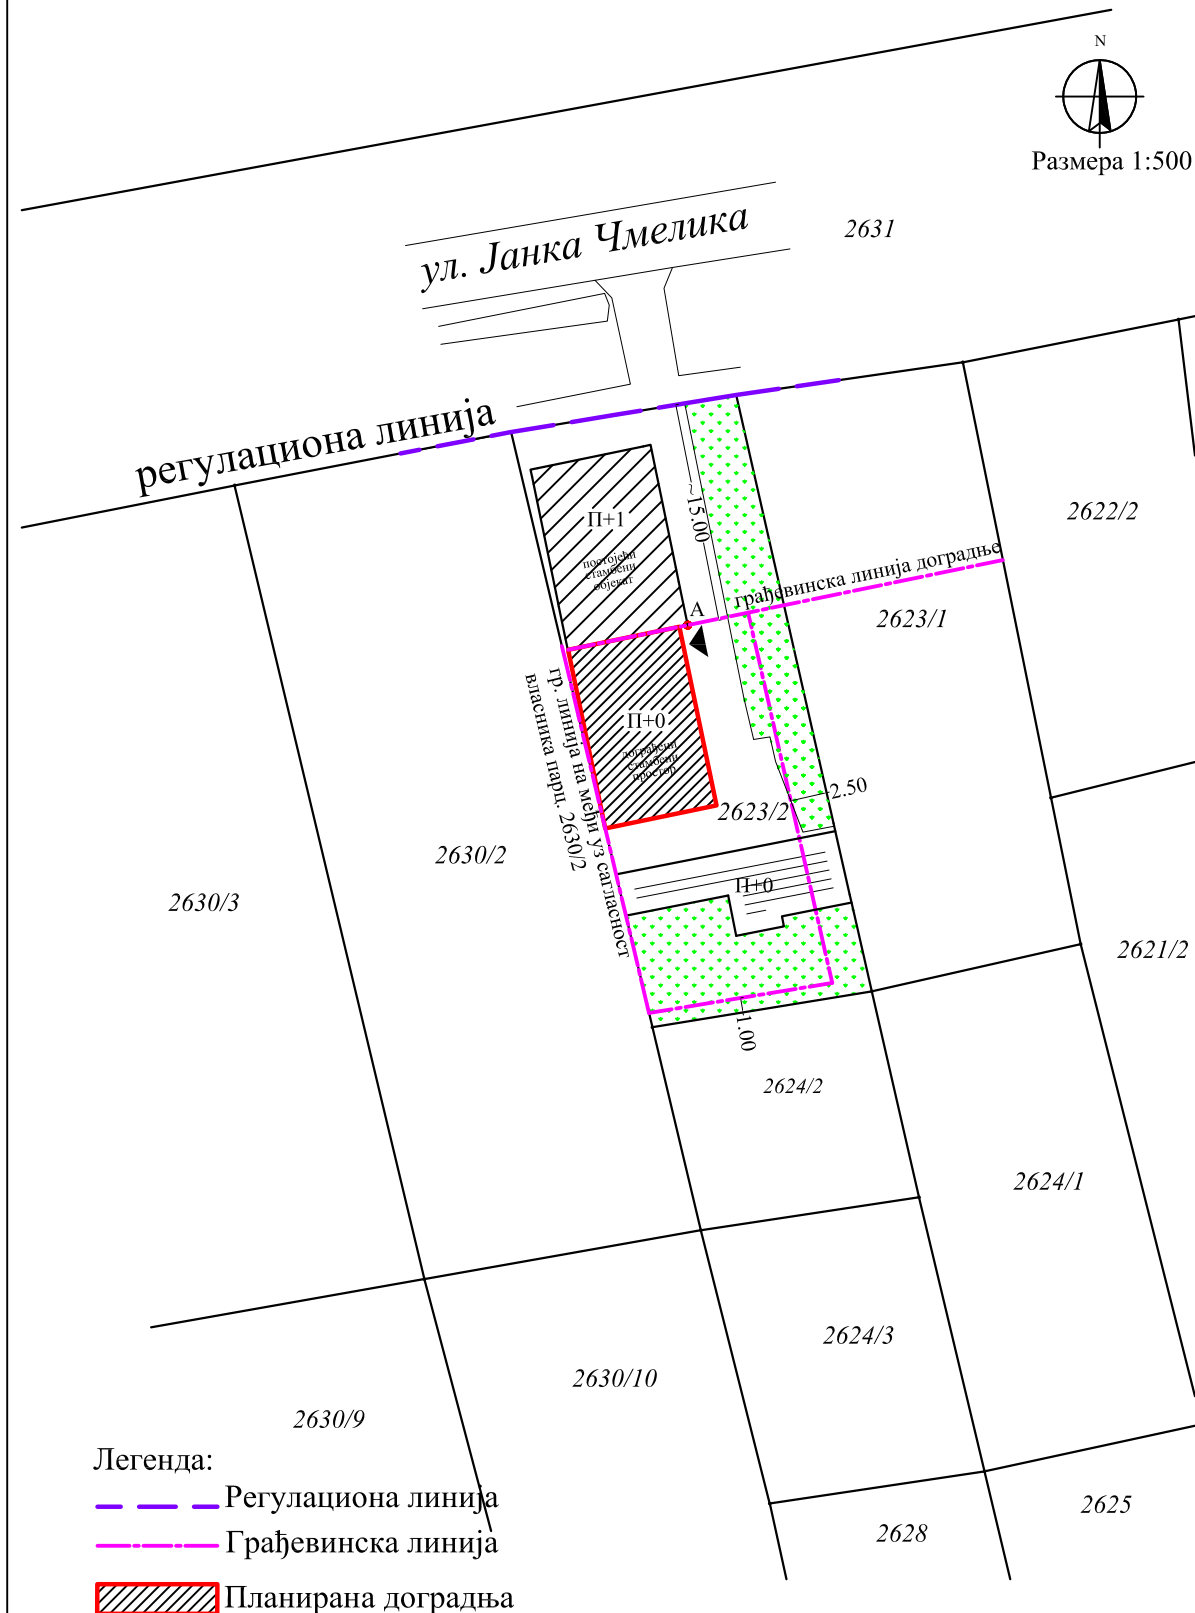 N
Размера 1:500
ул. Јанка Чмелика
2631
регулациона линија
П+1
постојећи
стамбени
објекат
~15.00
2622/2
грађевинска линија доградње
А
2623/1
гр. линија на међи уз сагласност
власника парц. 2630/2
П+0
дограђени
стамбени
простор
2.50
2623/2
2630/2
П+0
2630/3
2621/2
1.00
2624/2
2624/1
2624/3
2630/10
2630/9
Легенда:
Регулациона линија
2625
Грађевинска линија
2628
Планирана доградња